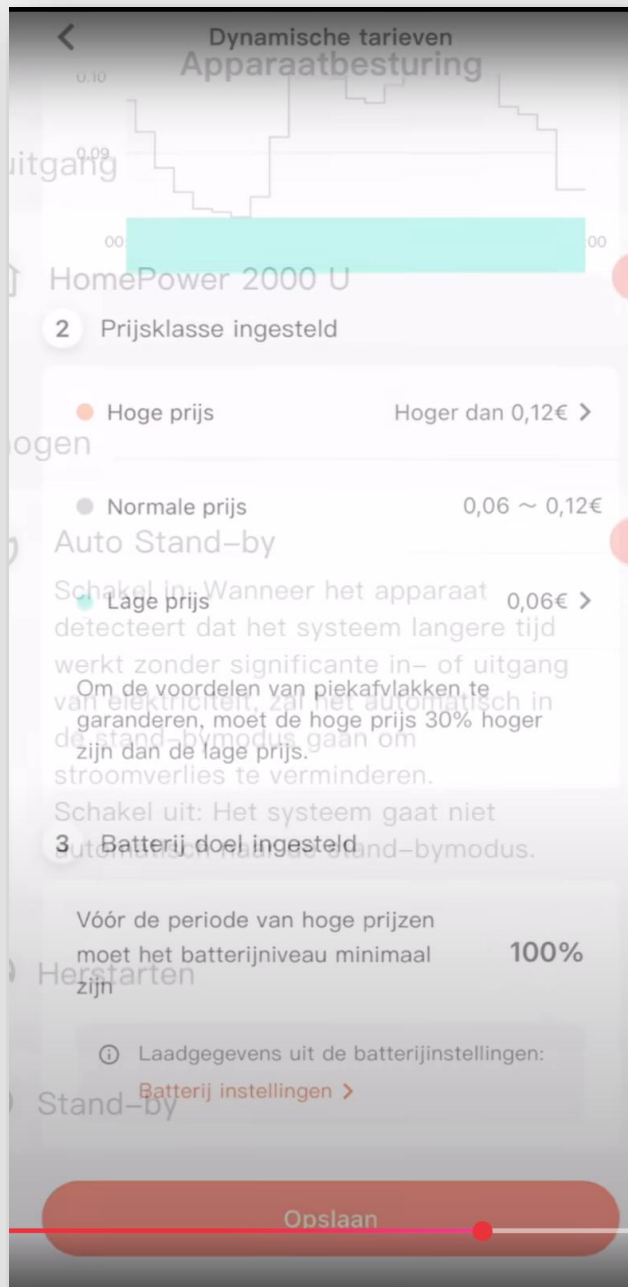 Dynamische tarieven
Apparaatbesturing
0.10
uitgang
0.09
00
00
HomePower 2000 U
2 Prijsklasse ingesteld
Hoge prijs Hoger dan 0,12€ >
ogen
Normale prijs 0,06 ~ 0,12€
Auto Stand-by
Schakel in: Wanneer het apparaat
Lage prijs 0,06€ >
detecteert dat het systeem langere tijd
werkt zonder significante in- of uitgang
Om de voordelen van piekafvlakken te
van elektriciteit, zal het automatisch in
garanderen, moet de hoge prijs 30% hoger
de stand-bymodus gaan om
zijn dan de lage prijs.
stroomverlies te verminderen.
Schakel uit: Het systeem gaat niet
3 Batterij doel ingesteld
automatisch naar de stand-bymodus.
Vóór de periode van hoge prijzen
moet het batterijniveau minimaal 100%
Herstarten
zijn
Laadgegevens uit de batterijinstellingen:
Batterij instellingen >
Stand-by
Opslaan